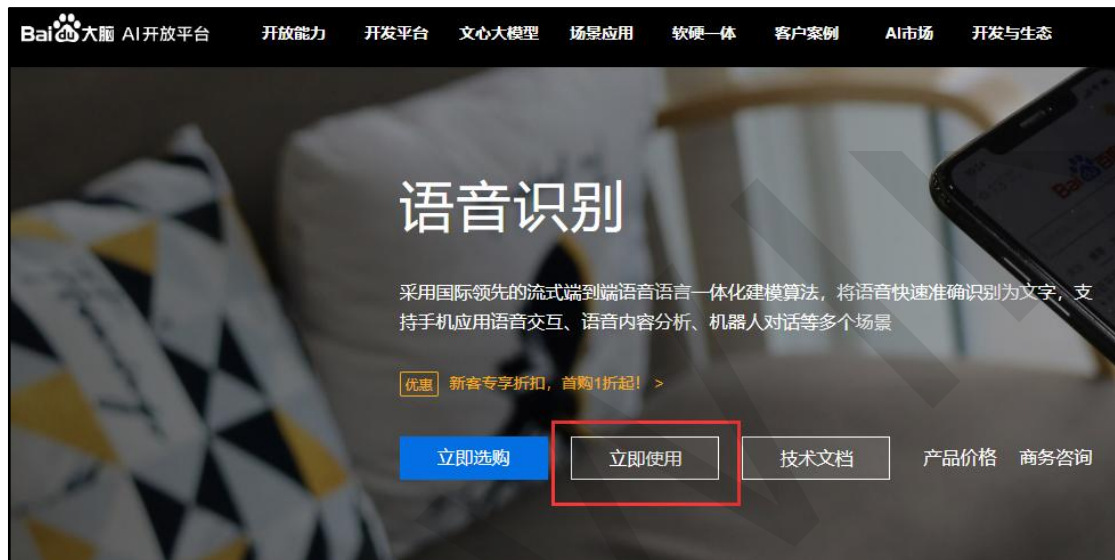 Bai du 大脑 AI开放平台 开放能力 开发平台 文心大模型 场景应用 软硬一体 客户案例 AI市场 开发与生态
语音识别
采用国际领先的流式端到端语音语言一体化建模算法，将语音快速准确识别为文字，支
持手机应用语音交互、语音内容分析、机器人对话等多个场景
优惠 新客专享折扣，首购1折起！ >
立即选购 立即使用 技术文档 产品价格 商务咨询